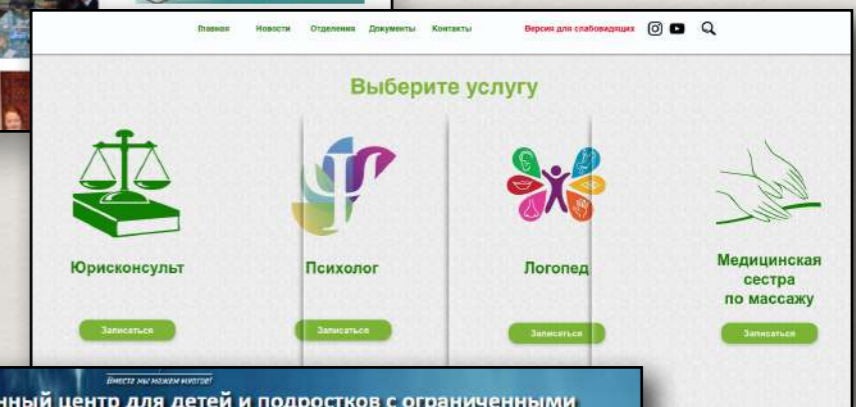 Главная Новости Отделения Документы Контакты Версия для слабовидящих
Выберите услугу
Юрисконсульт
Психолог
Логопед
Медицинская
сестра
по массажу
Записаться
Записаться
Записаться
Записаться
Вместе мы можем многое!
нный центр для детей и подростков с ограниченными